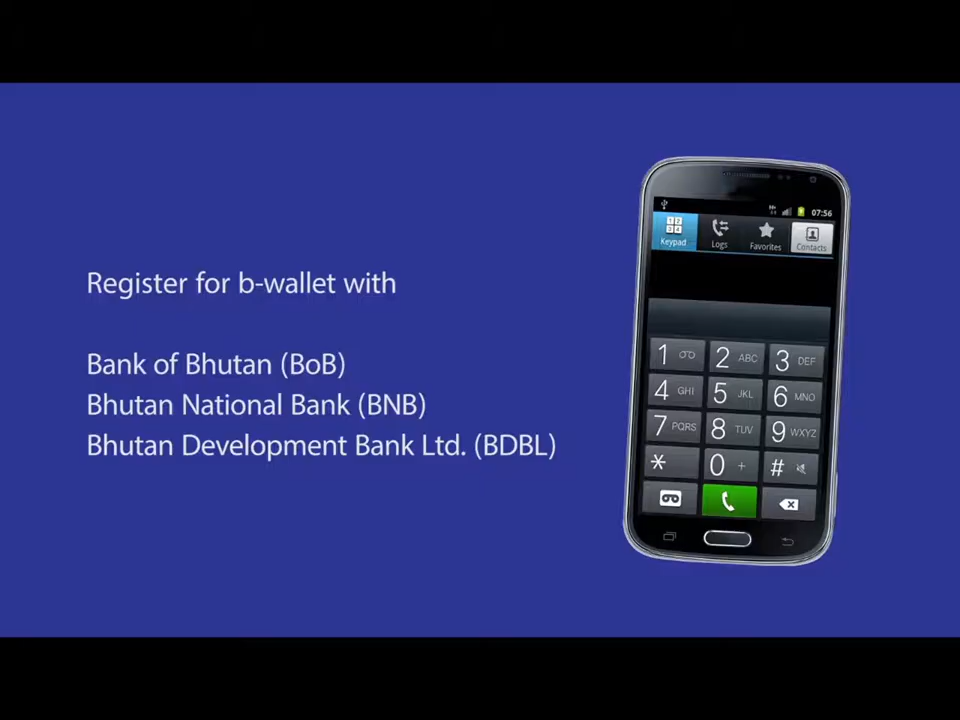 Register for b-wallet with
Bank of Bhutan (BoB)
Bhutan National Bank (BNB)
Bhutan Development Bank Ltd. (BDBL)
07:56
Keypad Logs Favorites Contacts
1 2 ABC 3 DEF
4 GHI 5 JKL 6 MNO
7 PQRS 8 TUV 9 WXYZ
* 0 + #